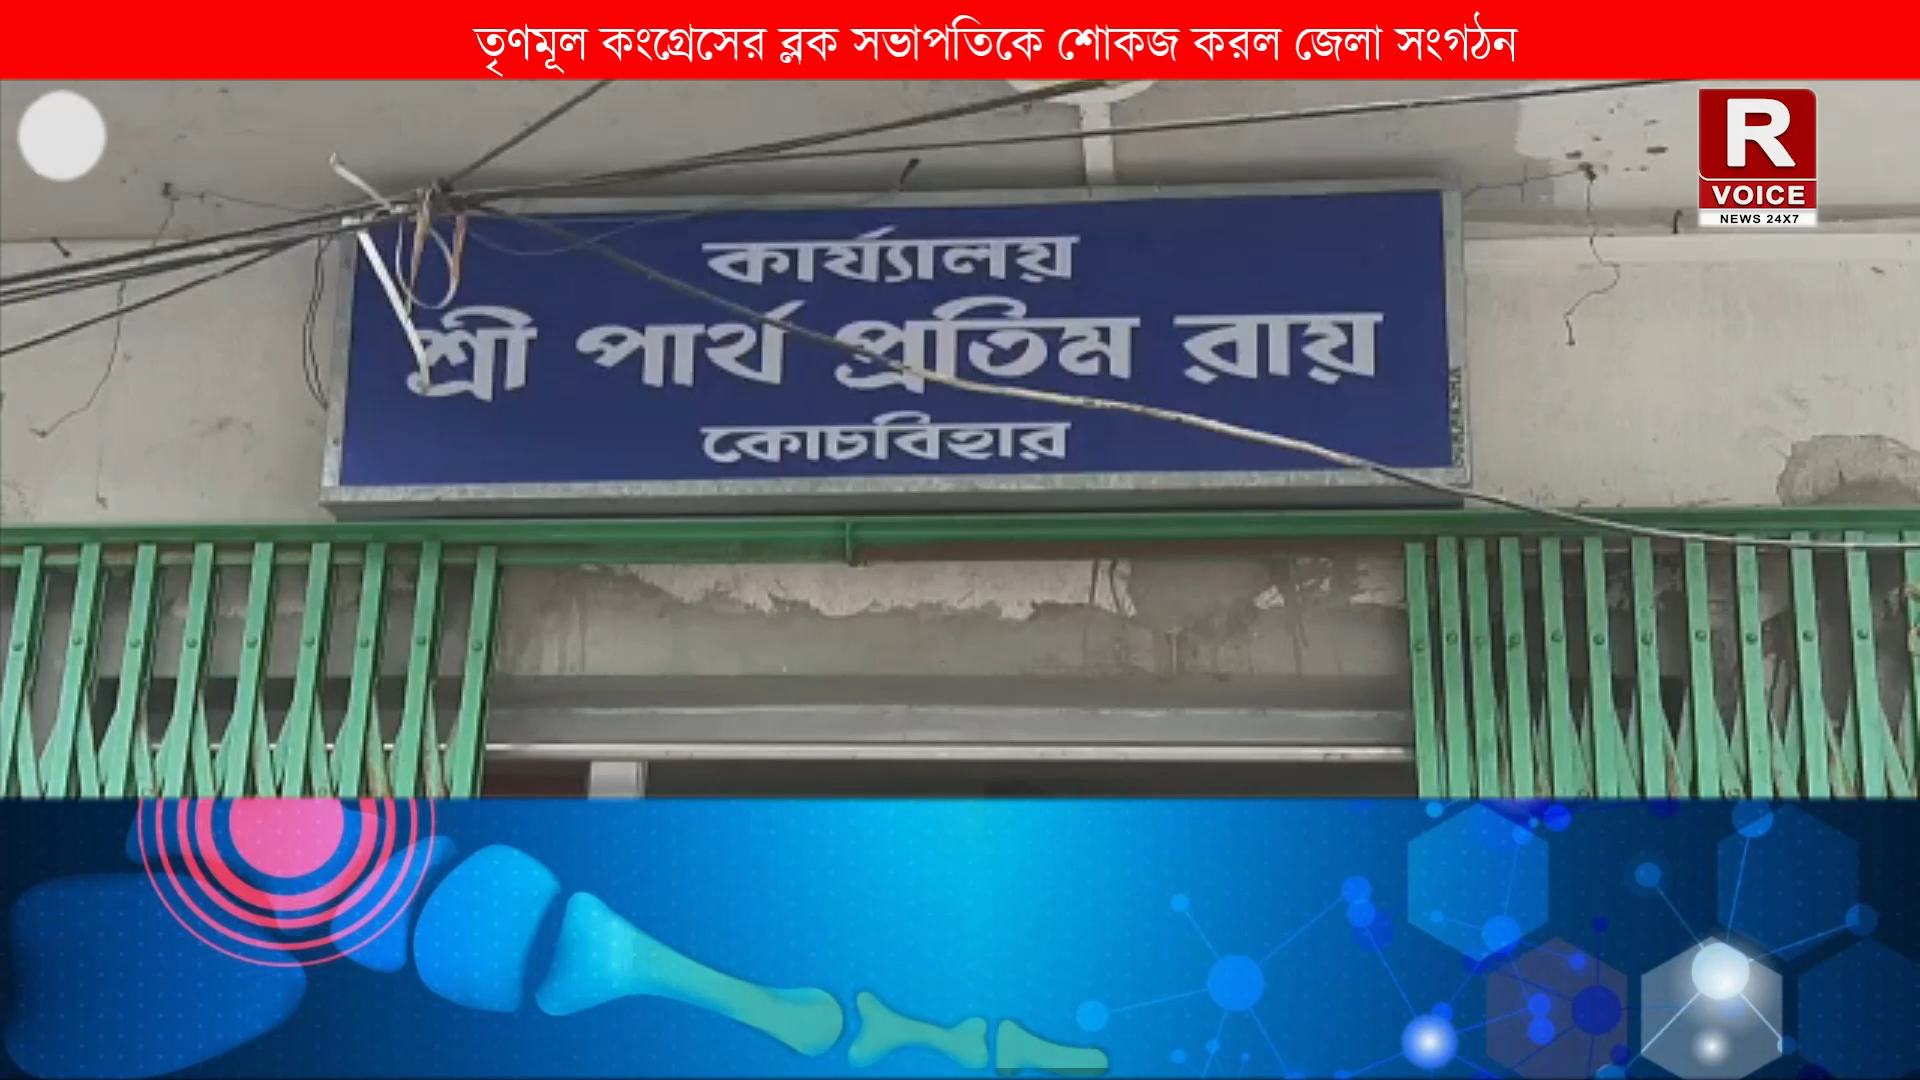 তৃণমূল কংগ্রেসের ব্লক সভাপতিকে শোকজ করল জেলা সংগঠন
R
VOICE
NEWS 24X7
কার্য্যালয়
শ্রী পার্থ প্রতিম রায়
কোচবিহার